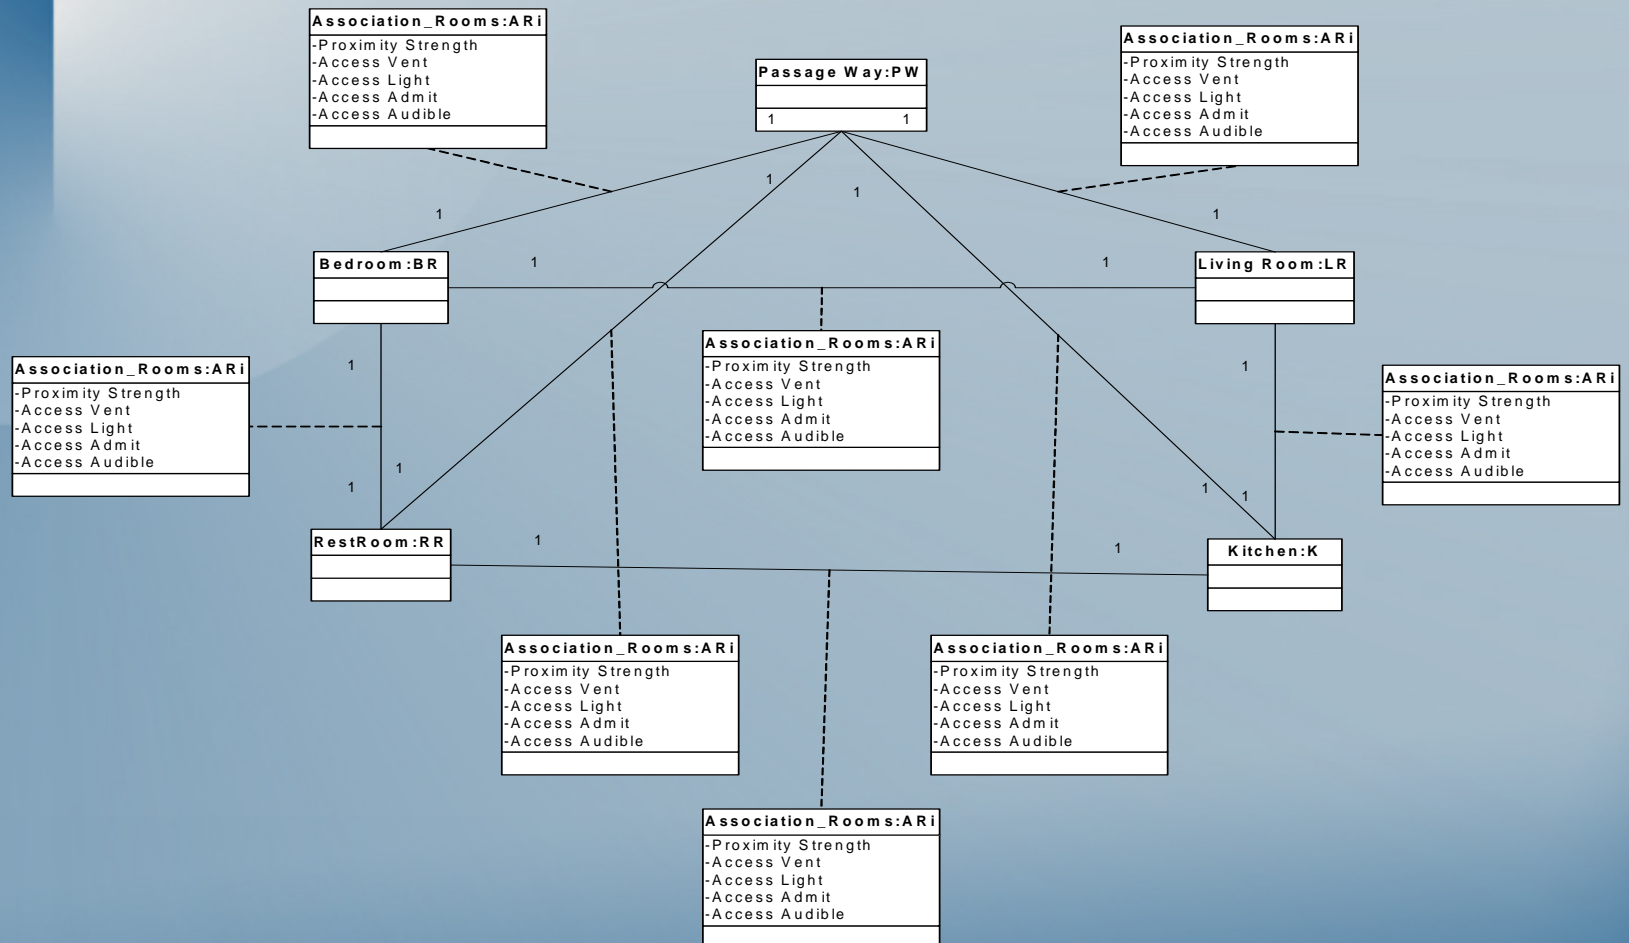 Association_Rooms:ARi
-Proximity Strength
-Access Vent
-Access Light
-Access Admit
-Access Audible
Passage Way:PW
1 1
Association_Rooms:ARi
-Proximity Strength
-Access Vent
-Access Light
-Access Admit
-Access Audible
1
1
1
1
Bedroom:BR
1
1
Living Room:LR
Association_Rooms:ARi
-Proximity Strength
-Access Vent
-Access Light
-Access Admit
-Access Audible
1
Association_Rooms:ARi
-Proximity Strength
-Access Vent
-Access Light
-Access Admit
-Access Audible
1
Association_Rooms:ARi
-Proximity Strength
-Access Vent
-Access Light
-Access Admit
-Access Audible
1
1
1
1
RestRoom:RR
1
1
Kitchen:K
Association_Rooms:ARi
-Proximity Strength
-Access Vent
-Access Light
-Access Admit
-Access Audible
Association_Rooms:ARi
-Proximity Strength
-Access Vent
-Access Light
-Access Admit
-Access Audible
Association_Rooms:ARi
-Proximity Strength
-Access Vent
-Access Light
-Access Admit
-Access Audible